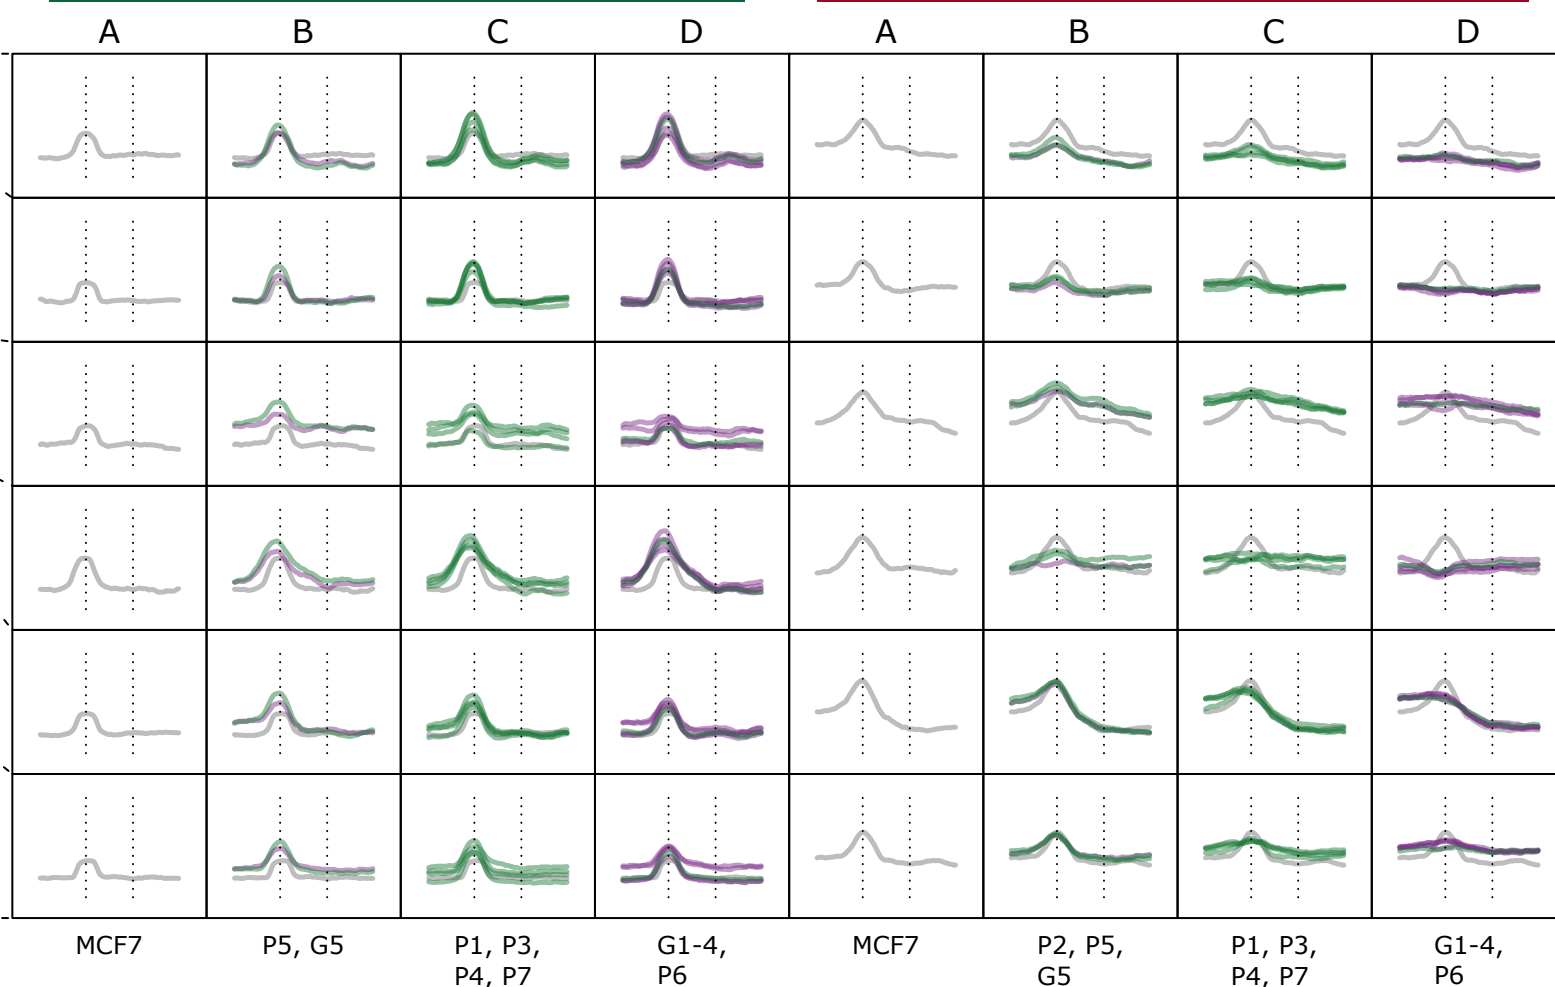 A B C D A B C D
MCF7 P5, G5 P1, P3, G1-4, MCF7 P2, P5, P1, P3, G1-4,
P4, P7 P6 G5 P4, P7 P6